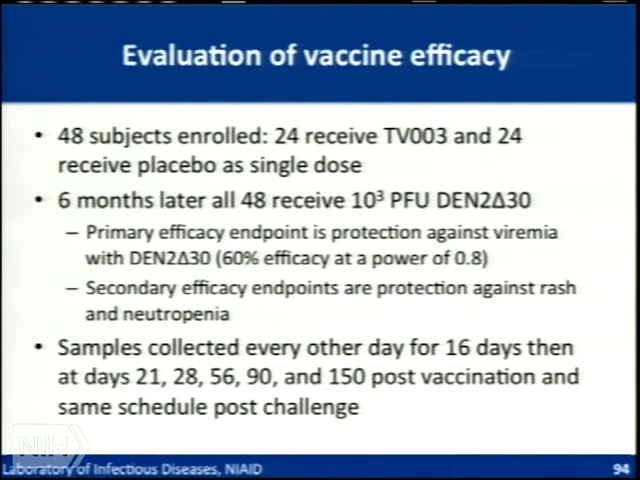 Evaluation of vaccine efficacy
• 48 subjects enrolled: 24 receive TV003 and 24
receive placebo as single dose
• 6 months later all 48 receive 10³ PFU DEN2Δ30
– Primary efficacy endpoint is protection against viremia
with DEN2Δ30 (60% efficacy at a power of 0.8)
– Secondary efficacy endpoints are protection against rash
and neutropenia
• Samples collected every other day for 16 days then
at days 21, 28, 56, 90, and 150 post vaccination and
same schedule post challenge
NIH
Laboratory of Infectious Diseases, NIAID
94